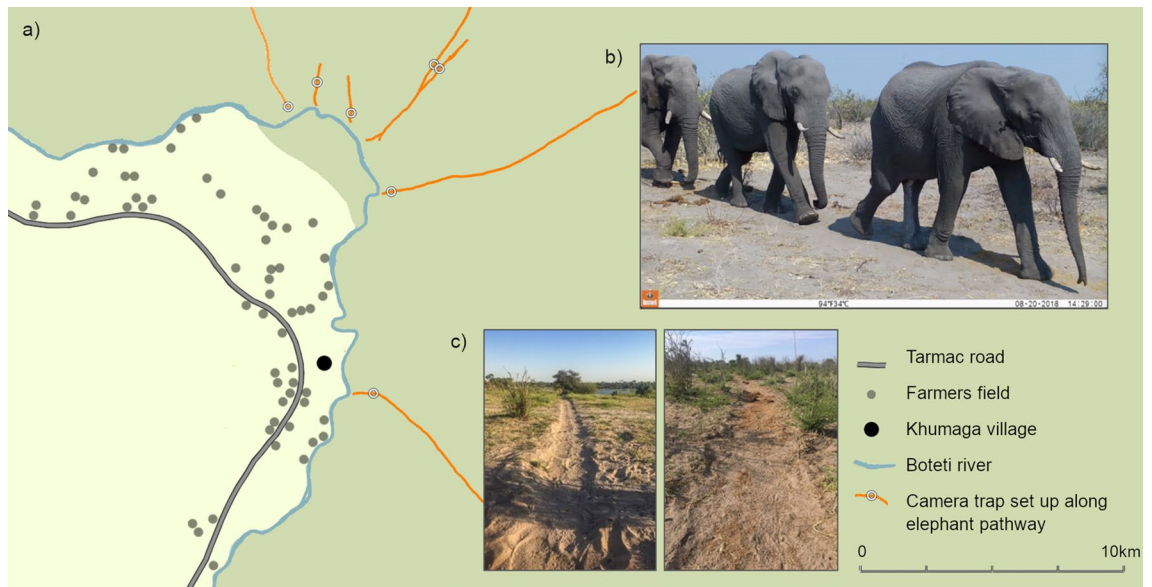 a)
b)
94°F34°C
08-20-2016 14:29:00
c)
Tarmac road
Farmers field
Khumaga village
Boteti river
Camera trap set up along
elephant pathway
0
10km